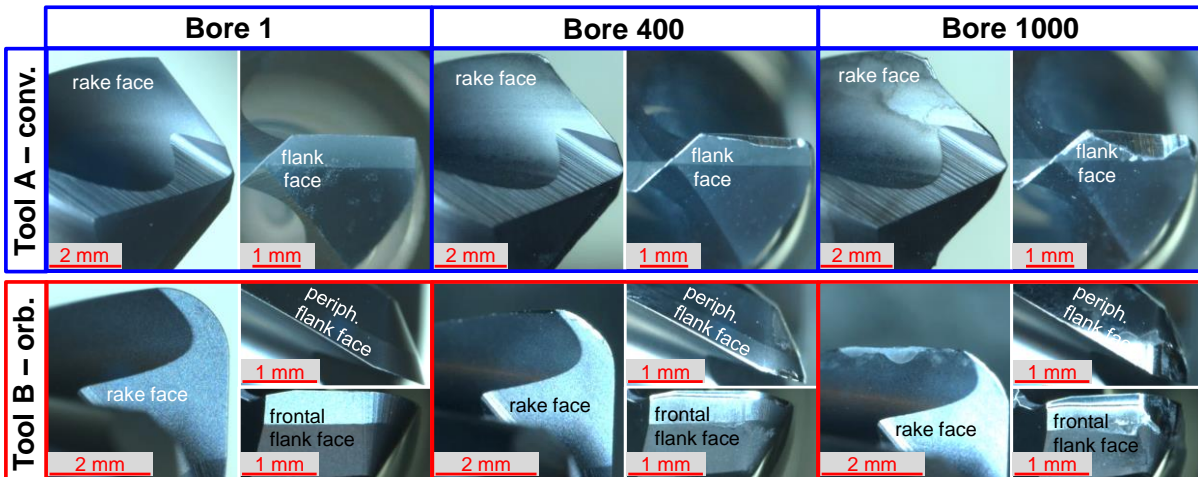 Bore 1
Bore 400
Bore 1000
Tool A – conv.
rake face
2 mm
flank
face
1 mm
rake face
2 mm
flank
face
1 mm
rake face
2 mm
flank
face
1 mm
Tool B – orb.
rake face
2 mm
periph.
flank face
1 mm
frontal
flank face
1 mm
rake face
2 mm
periph.
flank face
1 mm
frontal
flank face
1 mm
rake face
2 mm
periph.
flank face
1 mm
frontal
flank face
1 mm